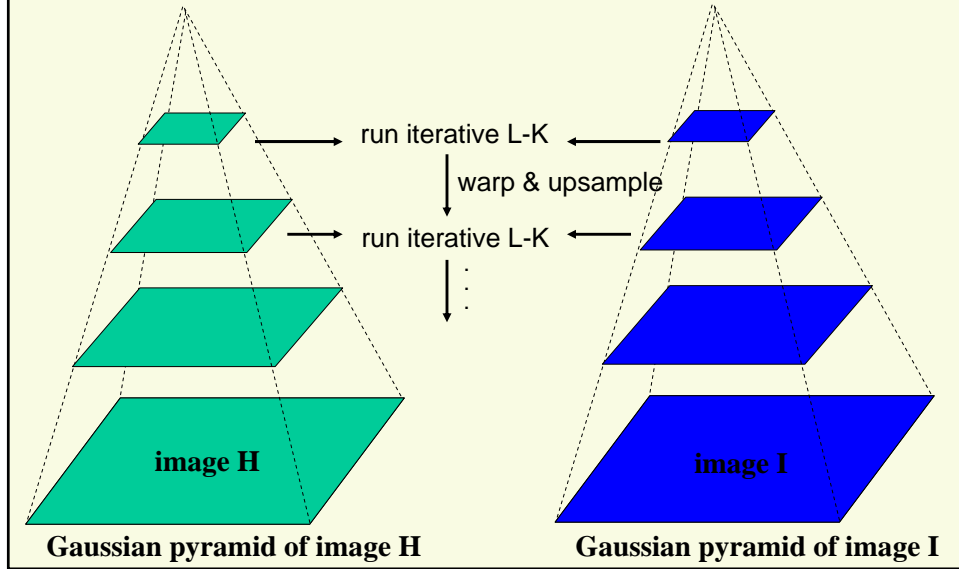 run iterative L-K
warp & upsample
run iterative L-K
.
.
.
image H
image I
Gaussian pyramid of image H
Gaussian pyramid of image I